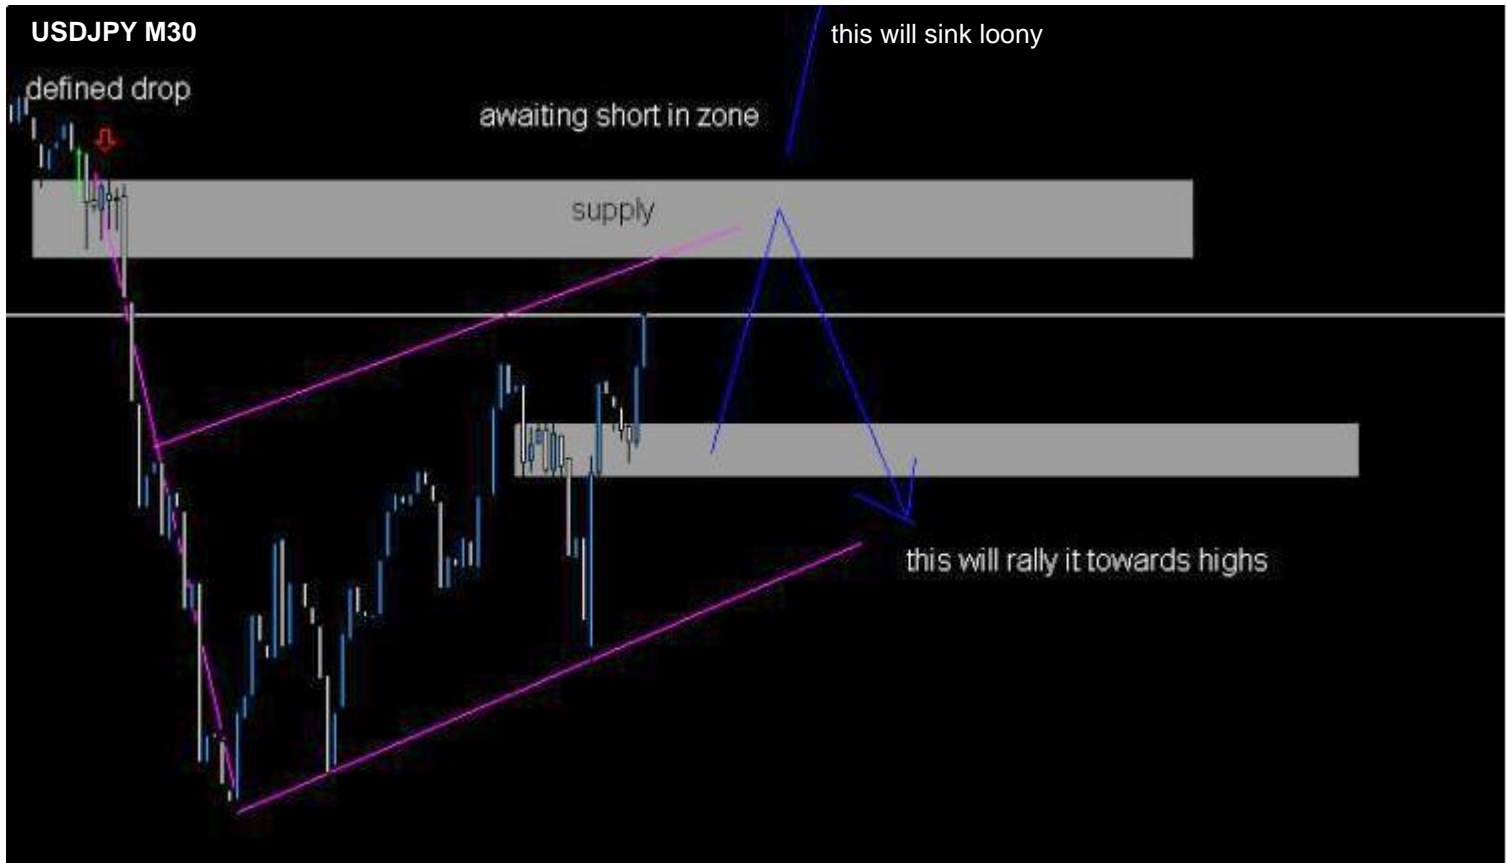 USDJPY M30
this will sink loony
defined drop
awaiting short in zone
supply
this will rally it towards highs